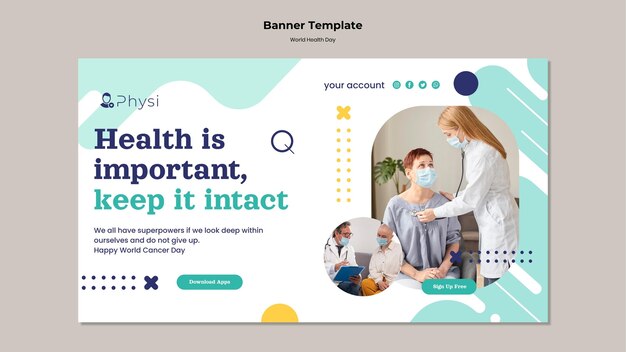 Banner Template
World Health Day
Physi
your account
Health is
important,
keep it intact
We all have superpowers if we look deep within
ourselves and do not give up.
Happy World Cancer Day
Download Apps
Sign Up Free